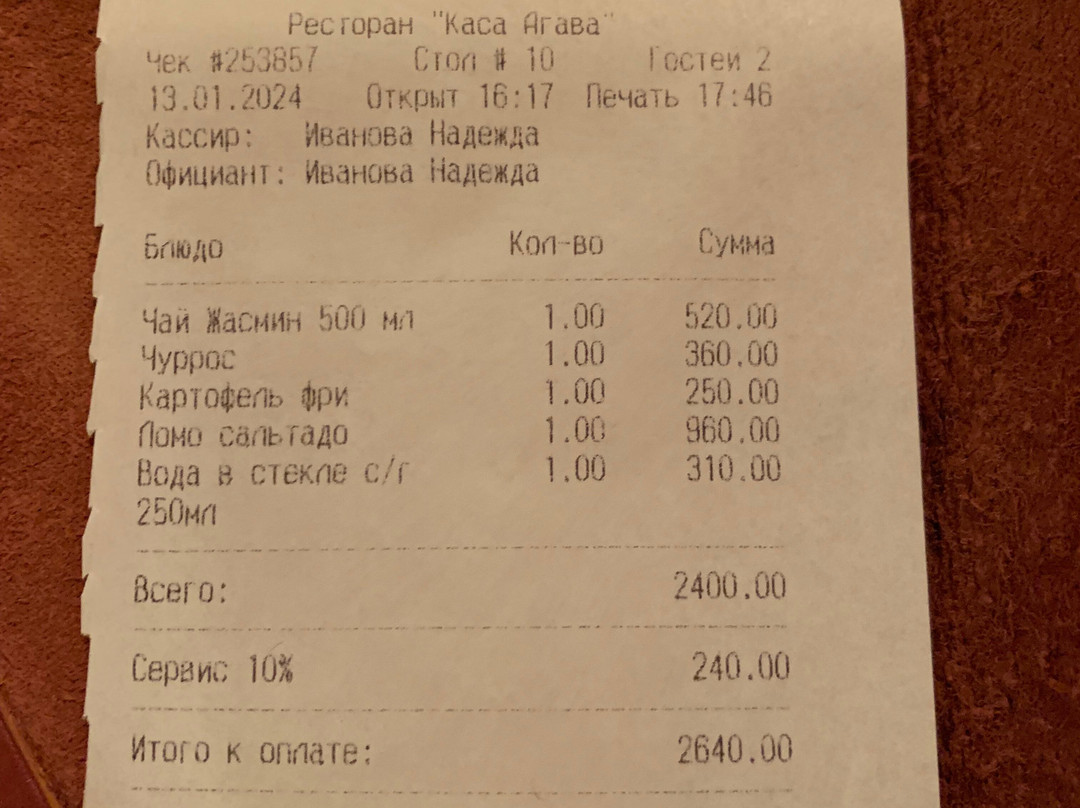 Ресторан "Каса Агава"
Чек #253857 Стол # 10 Гостей 2
13.01.2024 Открыт 16:17 Печать 17:46
Кассир: Иванова Надежда
Официант: Иванова Надежда
Блюдо Кол-во Сумма
Чай Жасмин 500 мл 1.00 520.00
Чуррос 1.00 360.00
Картофель фри 1.00 250.00
Ломо сальтадо 1.00 960.00
Вода в стекле с/г 1.00 310.00
250мл
Всего: 2400.00
Сервис 10% 240.00
Итого к оплате: 2640.00